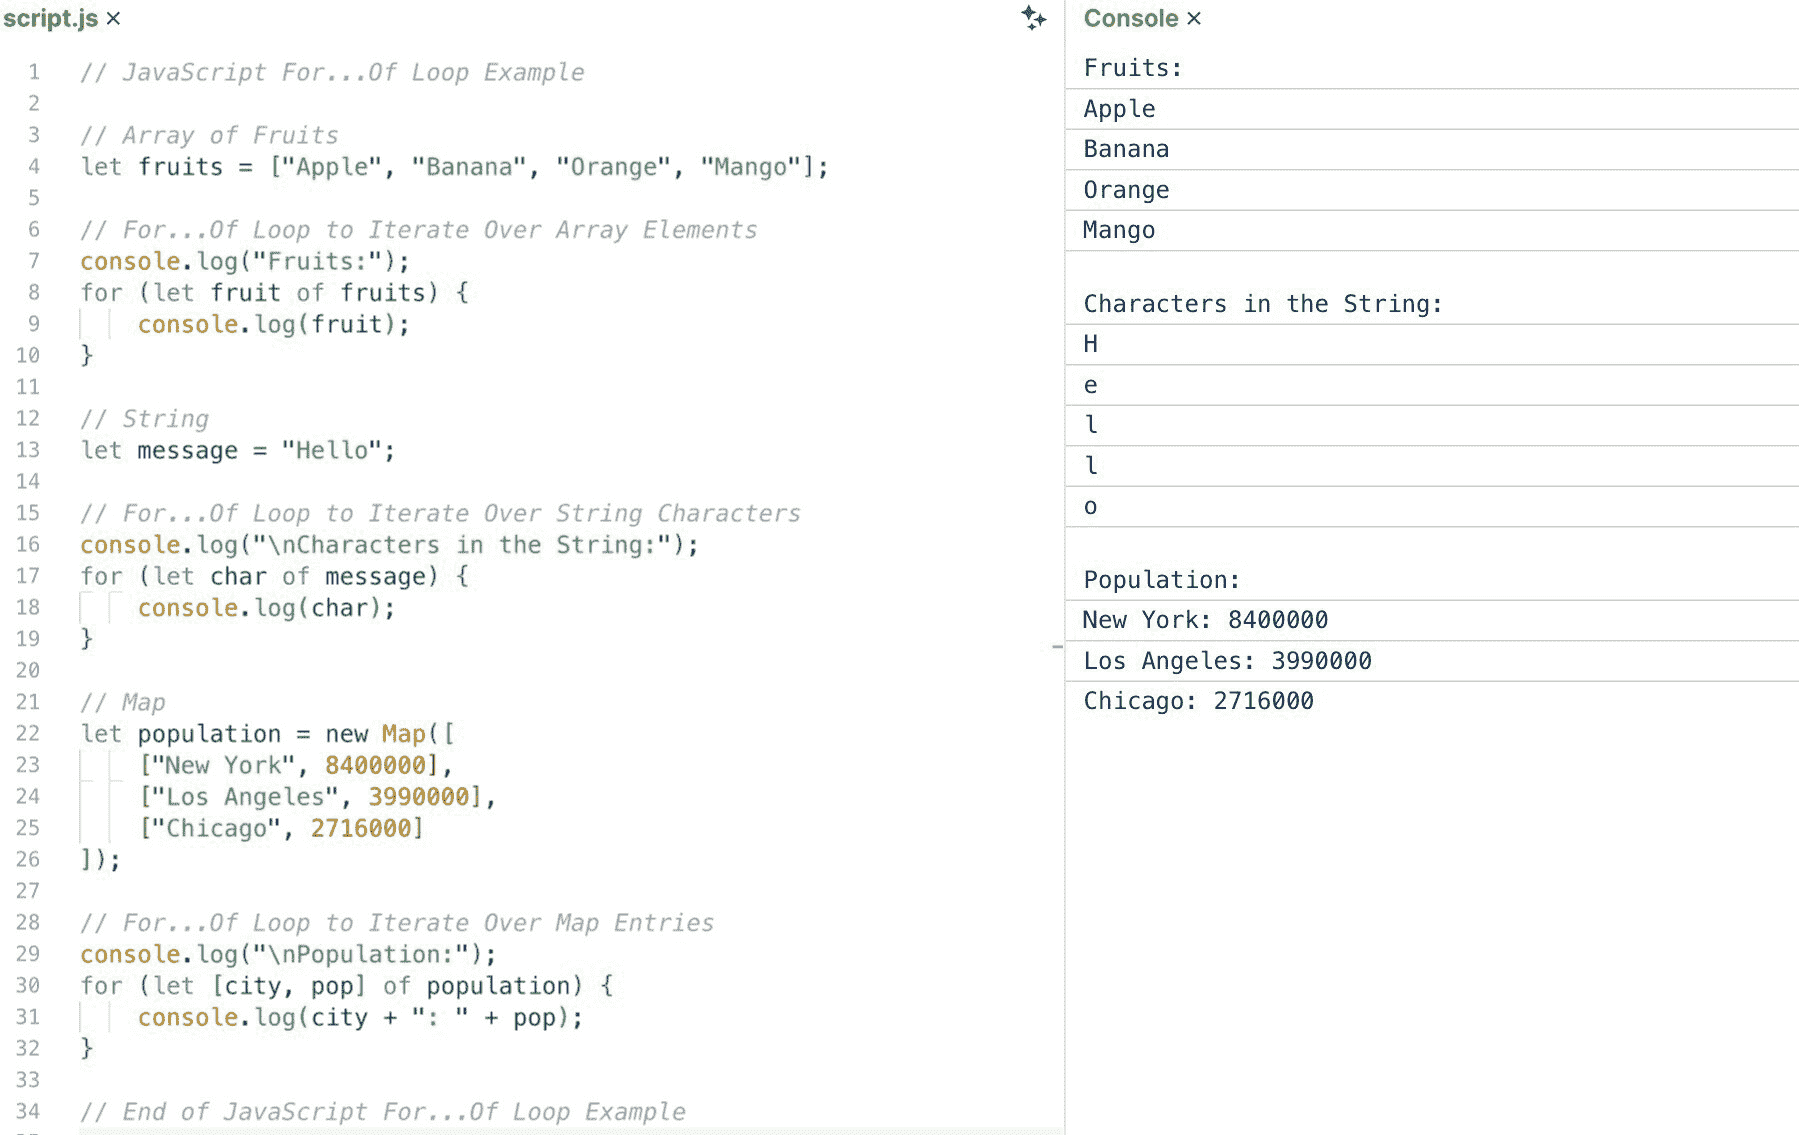 script.js ×
1 // JavaScript For...Of Loop Example
2
3 // Array of Fruits
4 let fruits = ["Apple", "Banana", "Orange", "Mango"];
5
6 // For...Of Loop to Iterate Over Array Elements
7 console.log("Fruits:");
8 for (let fruit of fruits) {
9     console.log(fruit);
10 }
11
12 // String
13 let message = "Hello";
14
15 // For...Of Loop to Iterate Over String Characters
16 console.log("\nCharacters in the String:");
17 for (let char of message) {
18     console.log(char);
19 }
20
21 // Map
22 let population = new Map([
23     ["New York", 8400000],
24     ["Los Angeles", 3990000],
25     ["Chicago", 2716000]
26 ]);
27
28 // For...Of Loop to Iterate Over Map Entries
29 console.log("\nPopulation:");
30 for (let [city, pop] of population) {
31     console.log(city + ": " + pop);
32 }
33
34 // End of JavaScript For...Of Loop Example
Console ×
Fruits:
Apple
Banana
Orange
Mango
Characters in the String:
H
e
l
l
o
Population:
New York: 8400000
Los Angeles: 3990000
Chicago: 2716000